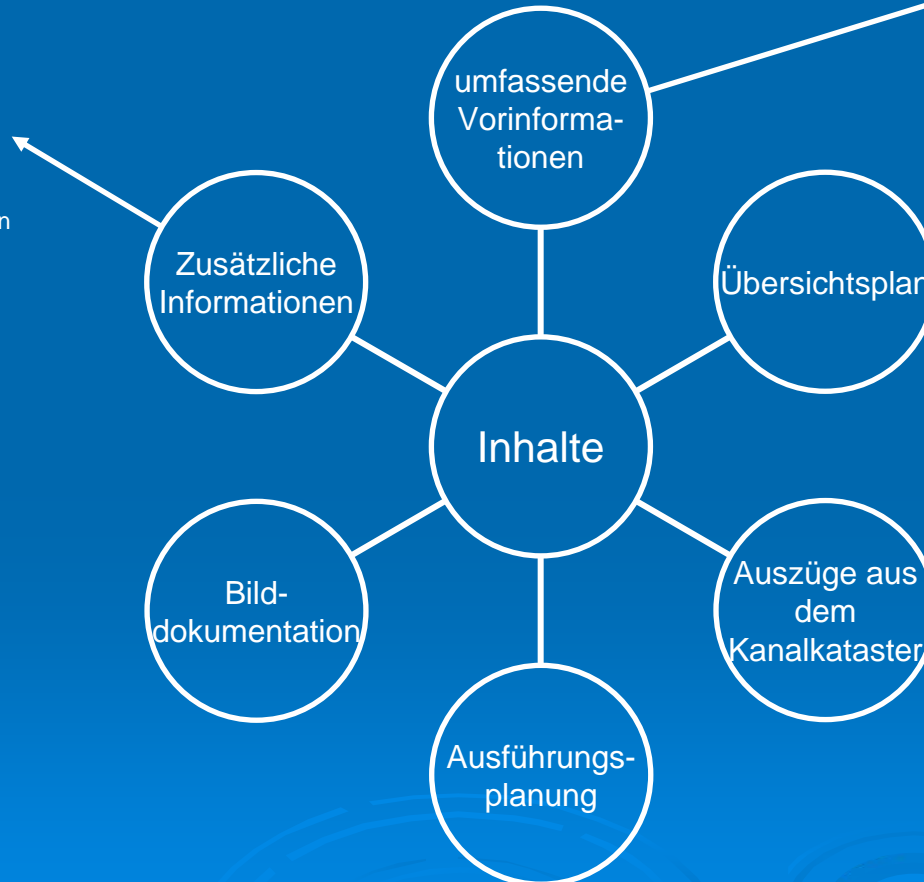 umfassende
Vorinforma-
tionen
n
Zusätzliche
Informationen
Übersichtsplan
Inhalte
Bild-
dokumentation
Auszüge aus
dem
Kanalkataster
Ausführungs-
planung